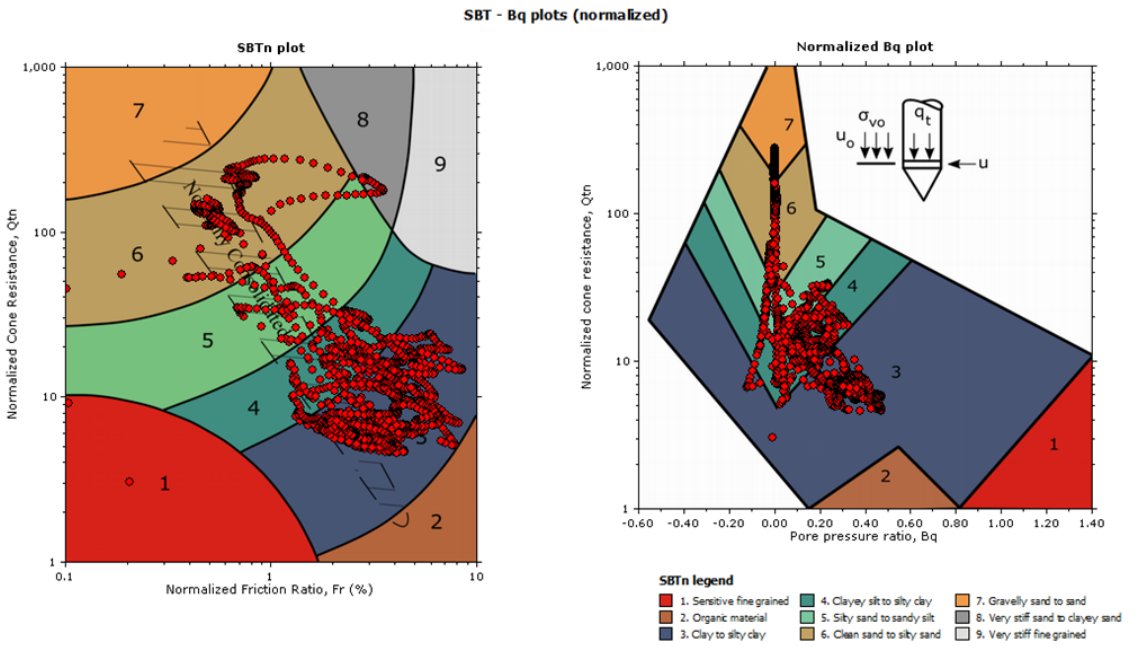 SBT - Bq plots (normalized)
SBTn plot
1,000
100
10
1
0.1
1
10
Normalized Cone Resistance, Qtn
Normalized Friction Ratio, Fr (%)
7
8
9
6
5
4
3
1
2
Normalized Bq plot
1,000
100
10
1
-0.60
-0.40
-0.20
0.00
0.20
0.40
0.60
0.80
1.00
1.20
1.40
Normalized cone resistance, Qtn
Pore pressure ratio, Bq
7
6
5
4
3
1
2
σvo
uo
qt
u
SBTn legend
1. Sensitive fine grained
2. Organic material
3. Clay to silty clay
4. Clayey silt to silty clay
5. Silty sand to sandy silt
6. Clean sand to silty sand
7. Gravelly sand to sand
8. Very stiff sand to clayey sand
9. Very stiff fine grained